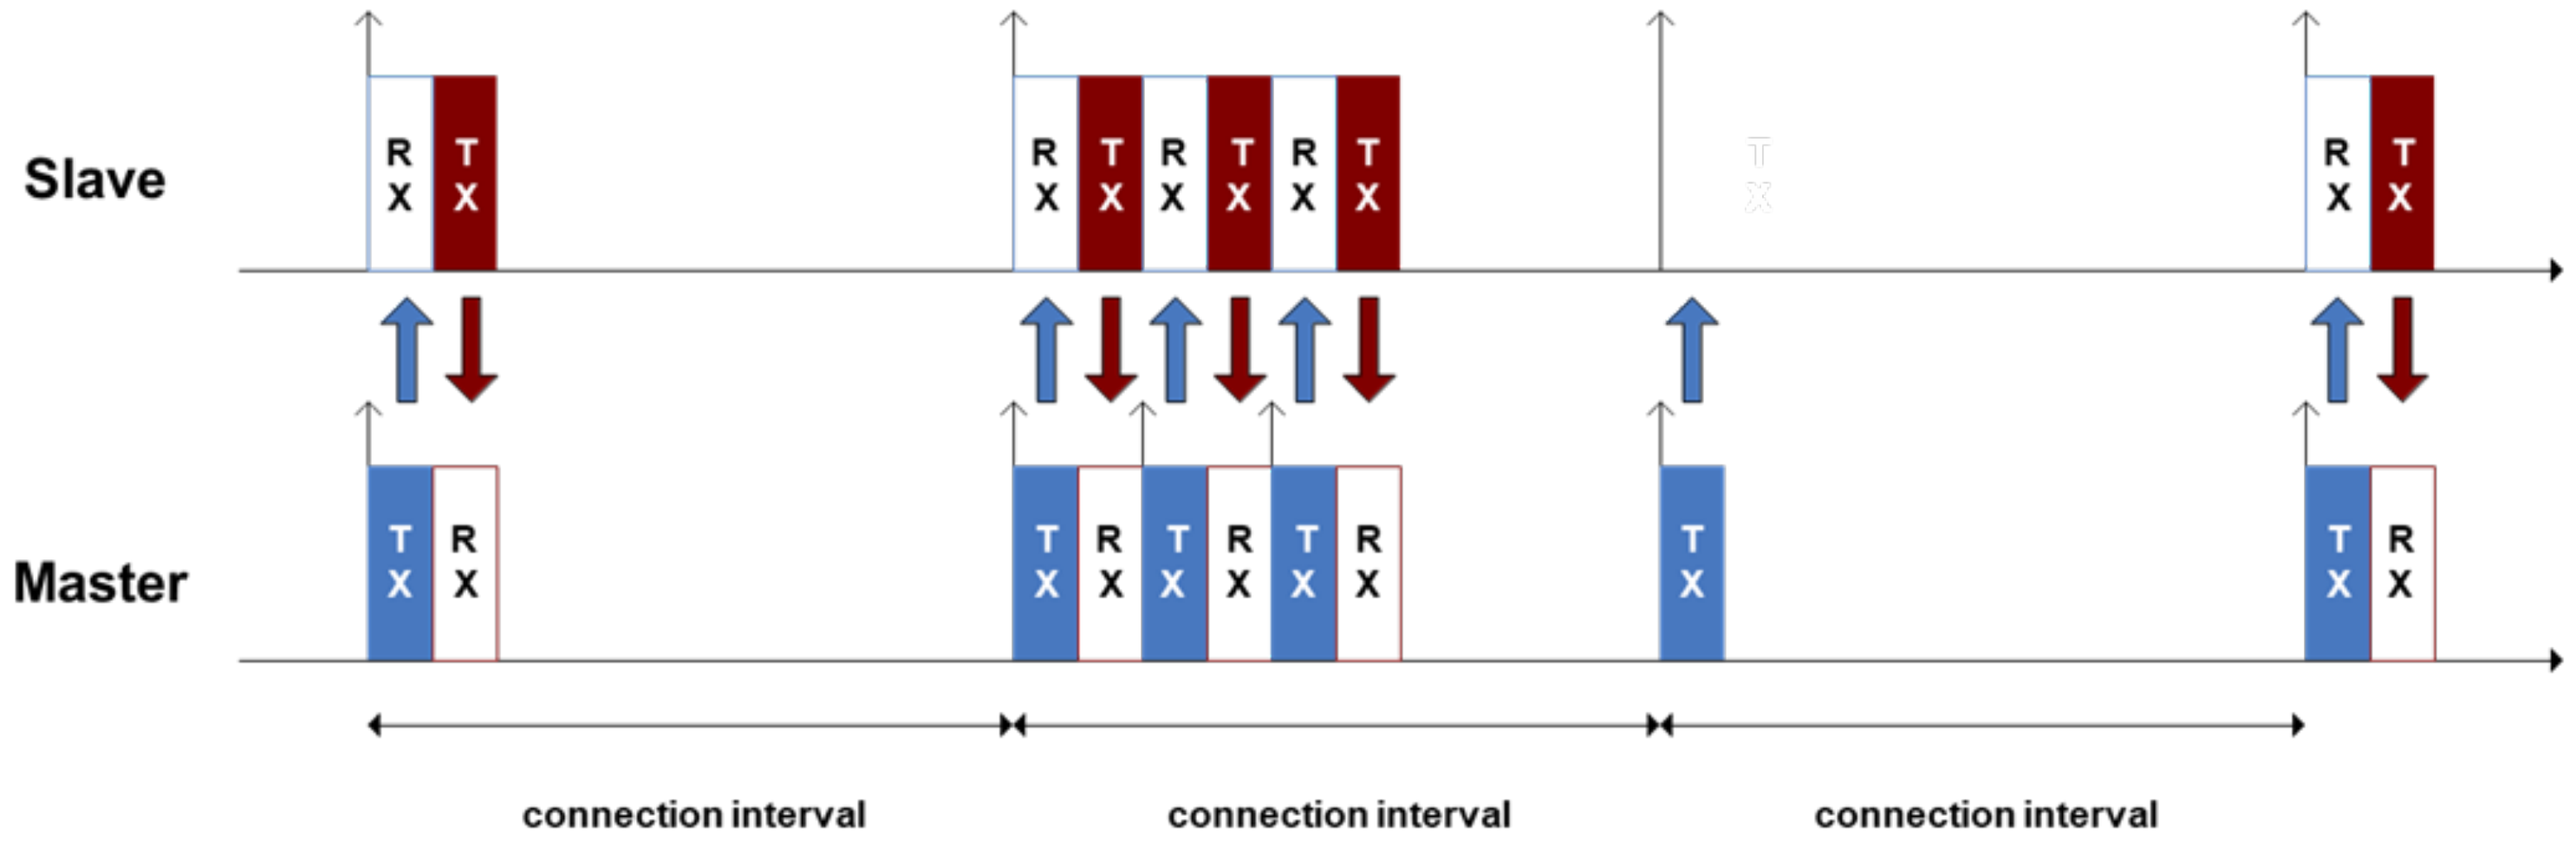 R T R T R T R T T R T
X X X X X X X X X X X
Slave
T R T R T R T R T T R
X X X X X X X X X X X
Master
connection interval connection interval connection interval